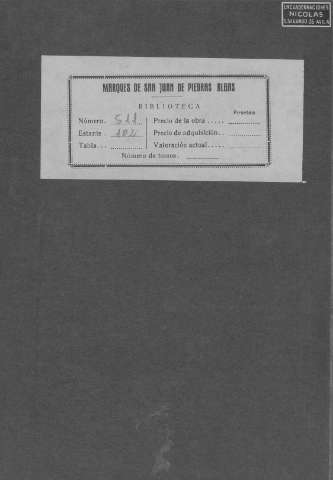 ENCUADERNACIONES
NICOLAS
MARQUES DE SAN JUAN DE PIEDRAS ALBAS
BIBLIOTECA
Pesetas
Número. 511 Precio de la obra .....
Estante 102 Precio de adquisición.
Tabla... Valoración actual.....
Número de tomos.